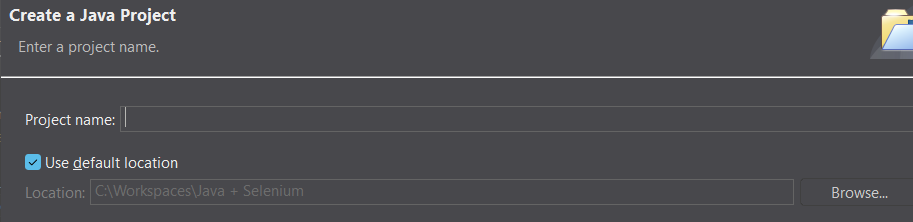 Create a Java Project
Enter a project name.
Project name:
Use default location
Location: C:\Workspaces\Java + Selenium Browse...